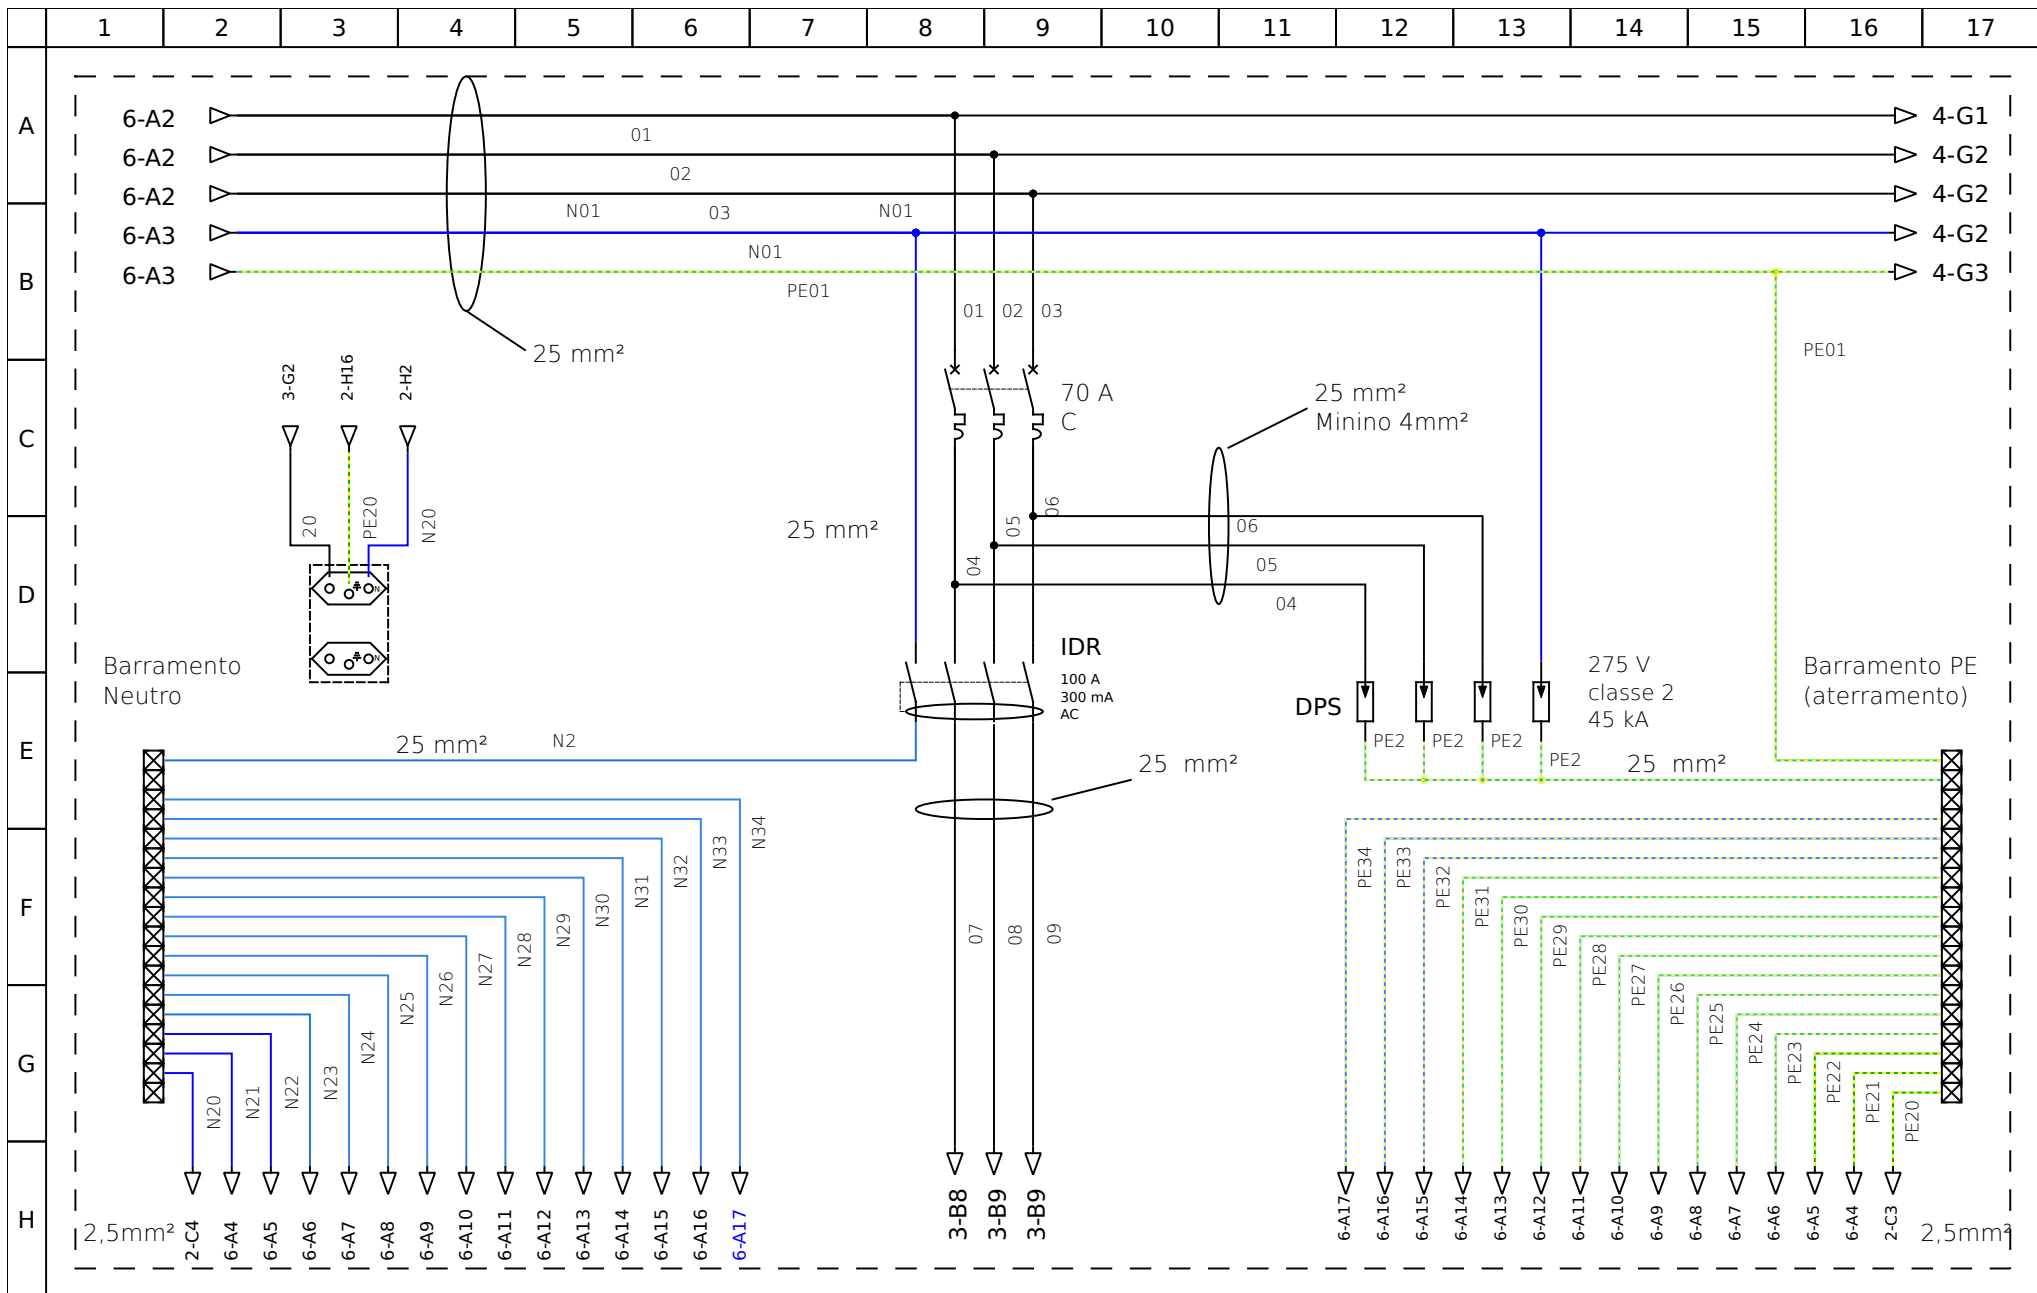 1 2 3 4 5 6 7 8 9 10 11 12 13 14 15 16 17
A
B
C
D
E
F
G
H
6-A2
6-A2
6-A2
6-A3
6-A3
4-G1
4-G2
4-G2
4-G2
4-G3
01
02
N01 03 N01
N01
PE01
25 mm²
01 02 03
PE01
3-G2
2-H16
2-H2
20
PE20
N20
N
N
70 A
C
25 mm²
Minino 4mm²
25 mm²
04
05
06
06
05
04
IDR
100 A
300 mA
AC
Barramento
Neutro
DPS
275 V
classe 2
45 kA
Barramento PE
(aterramento)
25 mm² N2
PE2 PE2 PE2 PE2
25 mm²
25 mm²
N20
N21
N22
N23
N24
N25
N26
N27
N28
N29
N30
N31
N32
N33
N34
07
08
09
PE34
PE33
PE32
PE31
PE30
PE29
PE28
PE27
PE26
PE25
PE24
PE23
PE22
PE21
PE20
2,5mm²
2-C4
6-A4
6-A5
6-A6
6-A7
6-A8
6-A9
6-A10
6-A11
6-A12
6-A13
6-A14
6-A15
6-A16
6-A17
3-B8
3-B9
3-B9
6-A17
6-A16
6-A15
6-A14
6-A13
6-A12
6-A11
6-A10
6-A9
6-A8
6-A7
6-A6
6-A5
6-A4
2-C3
2,5mm²